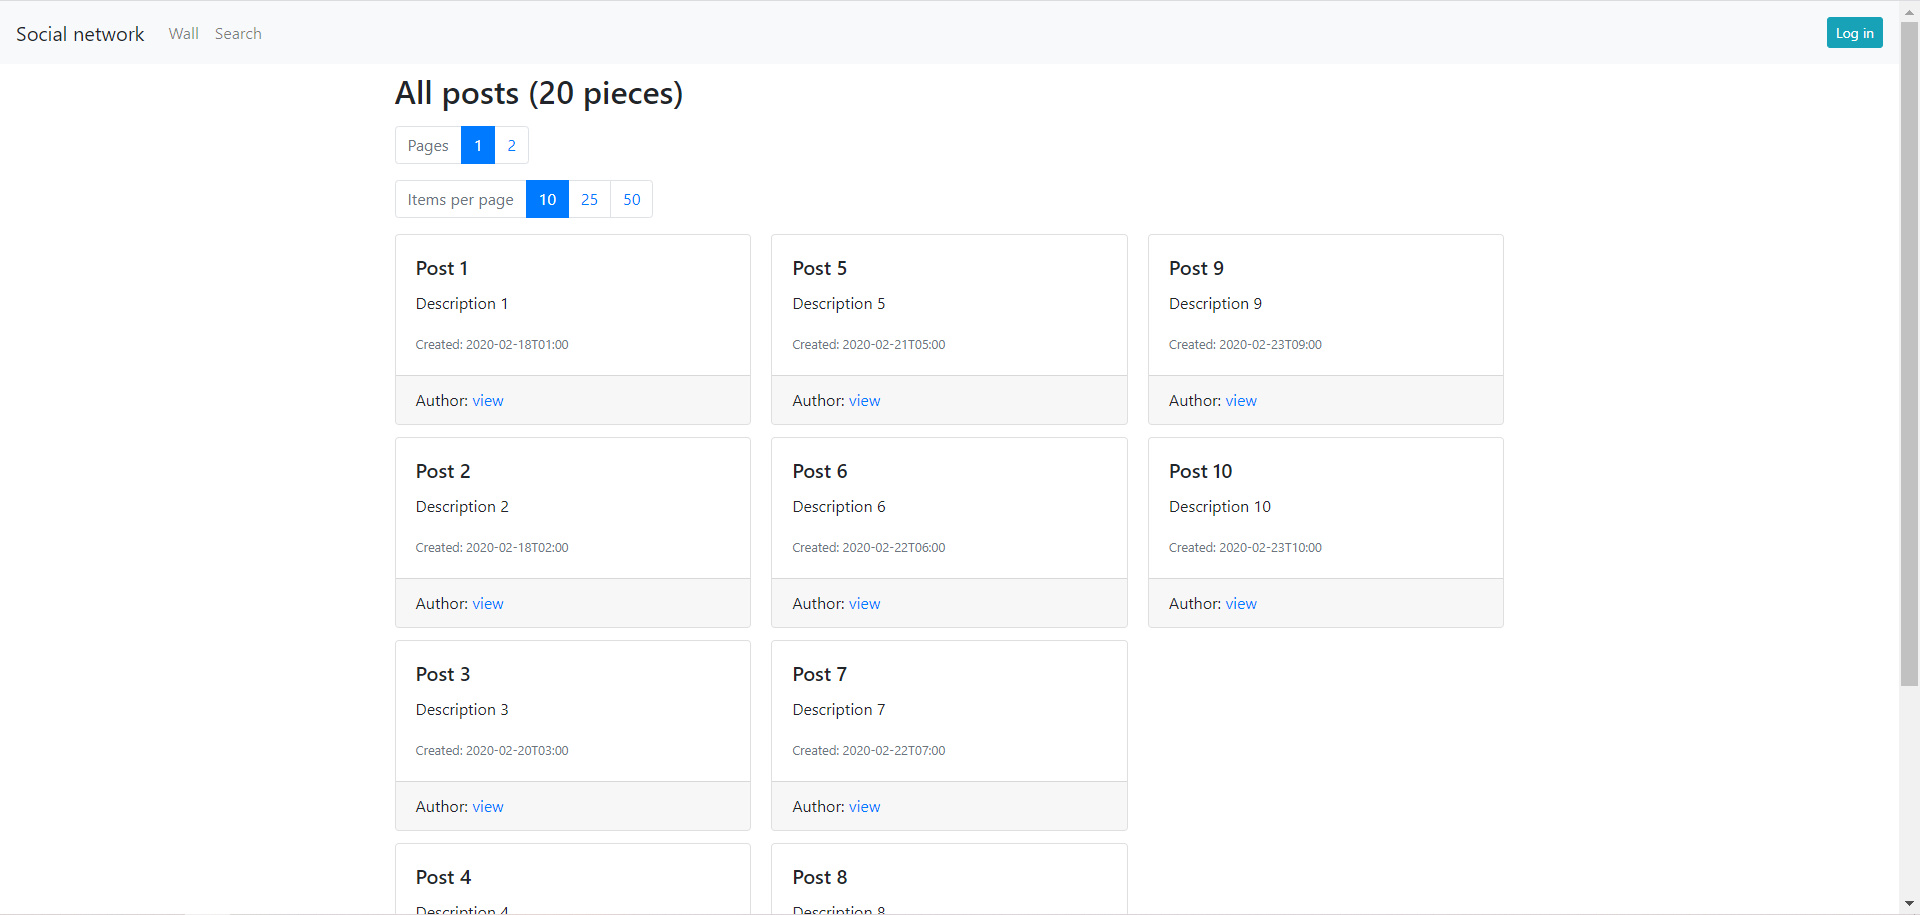 Social network Wall Search Log in
All posts (20 pieces)
Pages 1 2
Items per page 10 25 50
Post 1
Description 1
Created: 2020-02-18T01:00
Author: view
Post 2
Description 2
Created: 2020-02-18T02:00
Author: view
Post 3
Description 3
Created: 2020-02-20T03:00
Author: view
Post 4
Description 4
Post 5
Description 5
Created: 2020-02-21T05:00
Author: view
Post 6
Description 6
Created: 2020-02-22T06:00
Author: view
Post 7
Description 7
Created: 2020-02-22T07:00
Author: view
Post 8
Description 8
Post 9
Description 9
Created: 2020-02-23T09:00
Author: view
Post 10
Description 10
Created: 2020-02-23T10:00
Author: view